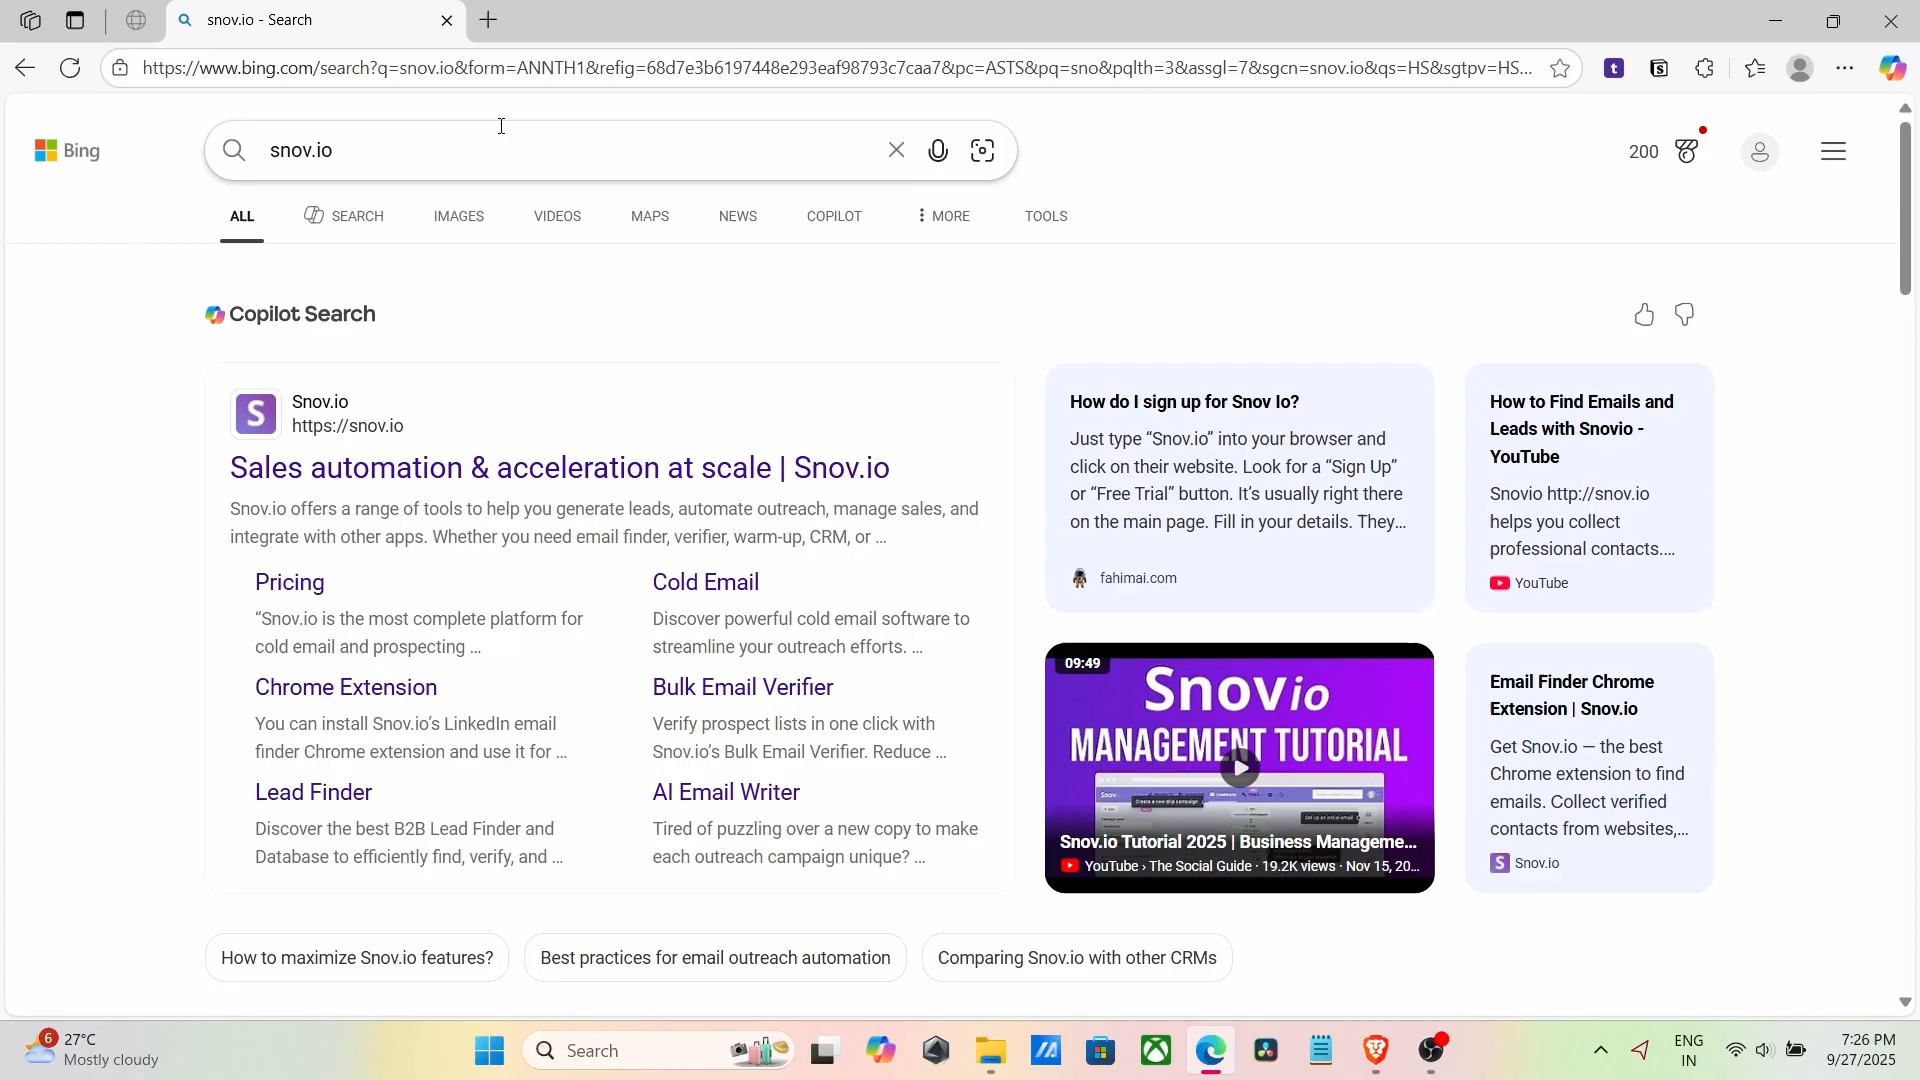 snov.io - Search
https://www.bing.com/search?q=snov.io&form=ANNTH1&refig=68d7e3b6197448e293eaf98793c7caa7&pc=ASTS&pq=sno&pqlth=3&assgl=7&sgcn=snov.io&qs=HS&sgtpv=HS...
t
Bing
snov.io
200
ALL
SEARCH
IMAGES
VIDEOS
MAPS
NEWS
COPILOT
MORE
TOOLS
Copilot Search
S
Snov.io
https://snov.io
Sales automation & acceleration at scale | Snov.io
Snov.io offers a range of tools to help you generate leads, automate outreach, manage sales, and
integrate with other apps. Whether you need email finder, verifier, warm-up, CRM, or ...
Pricing
“Snov.io is the most complete platform for
cold email and prospecting ...
Cold Email
Discover powerful cold email software to
streamline your outreach efforts. ...
Chrome Extension
You can install Snov.io’s LinkedIn email
finder Chrome extension and use it for ...
Bulk Email Verifier
Verify prospect lists in one click with
Snov.io’s Bulk Email Verifier. Reduce ...
Lead Finder
Discover the best B2B Lead Finder and
Database to efficiently find, verify, and ...
AI Email Writer
Tired of puzzling over a new copy to make
each outreach campaign unique? ...
How do I sign up for Snov Io?
Just type “Snov.io” into your browser and
click on their website. Look for a “Sign Up”
or “Free Trial” button. It’s usually right there
on the main page. Fill in your details. They...
fahimai.com
How to Find Emails and
Leads with Snovio -
YouTube
Snovio http://snov.io
helps you collect
professional contacts....
YouTube
09:49
Snovio
MANAGEMENT TUTORIAL
Snov
Create a new drip campaign
Set up an initial email
Snov.io Tutorial 2025 | Business Manageme...
YouTube › The Social Guide · 19.2K views · Nov 15, 20...
Email Finder Chrome
Extension | Snov.io
Get Snov.io — the best
Chrome extension to find
emails. Collect verified
contacts from websites,...
S
Snov.io
How to maximize Snov.io features?
Best practices for email outreach automation
Comparing Snov.io with other CRMs
6
27°C
Mostly cloudy
Search
ENG
IN
7:26 PM
9/27/2025